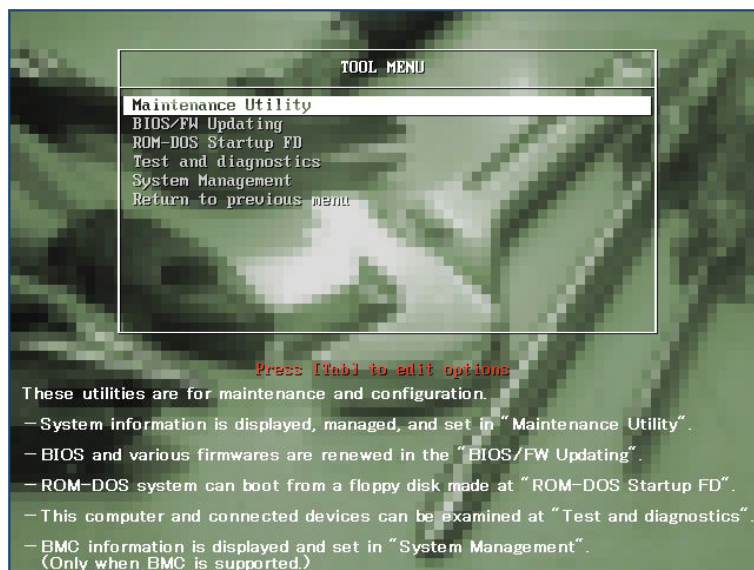 TOOL MENU
Maintenance Utility
BIOS/FW Updating
ROM-DOS Startup FD
Test and diagnostics
System Management
Return to previous menu
Press [Tab] to edit options
These utilities are for maintenance and configuration.
－System information is displayed, managed, and set in "Maintenance Utility".
－BIOS and various firmwares are renewed in the "BIOS/FW Updating".
－ROM-DOS system can boot from a floppy disk made at "ROM-DOS Startup FD".
－This computer and connected devices can be examined at "Test and diagnostics".
－BMC information is displayed and set in "System Management".
(Only when BMC is supported.)